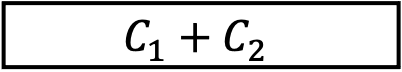 C₁ + C₂